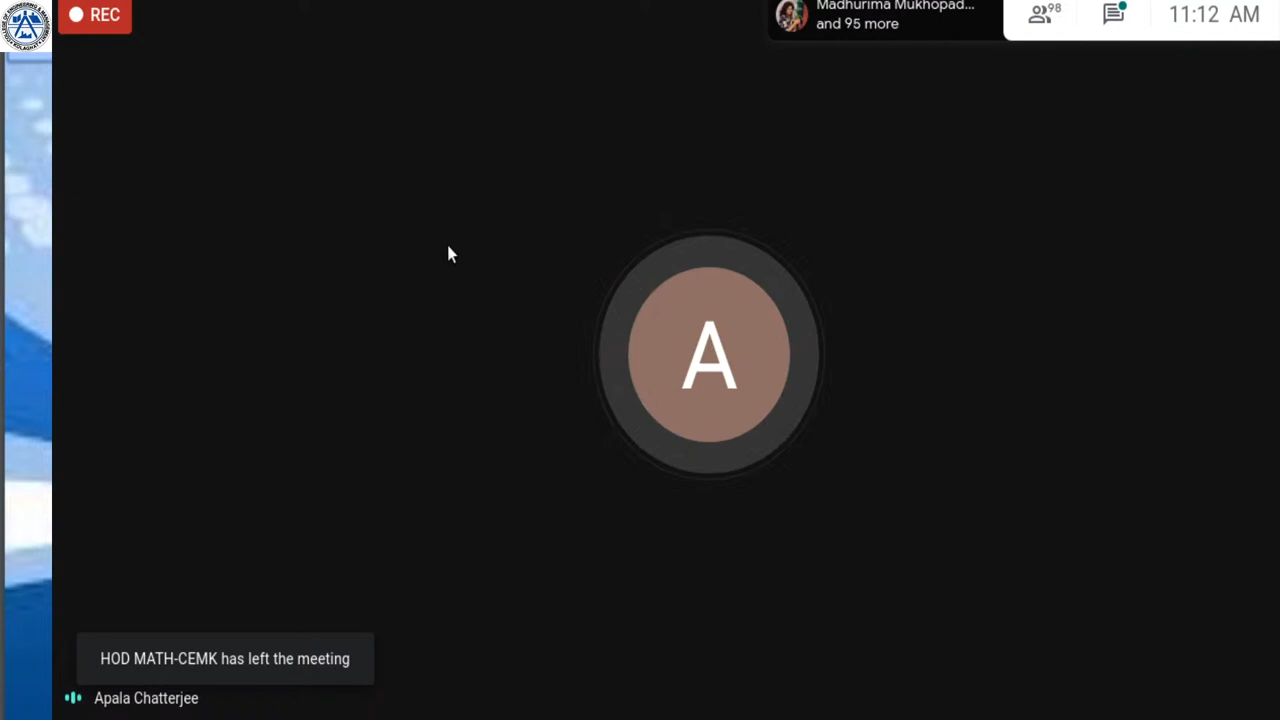 REC
Madhurima Mukhopad...
and 95 more
98
11:12 AM
A
HOD MATH-CEMK has left the meeting
Apala Chatterjee